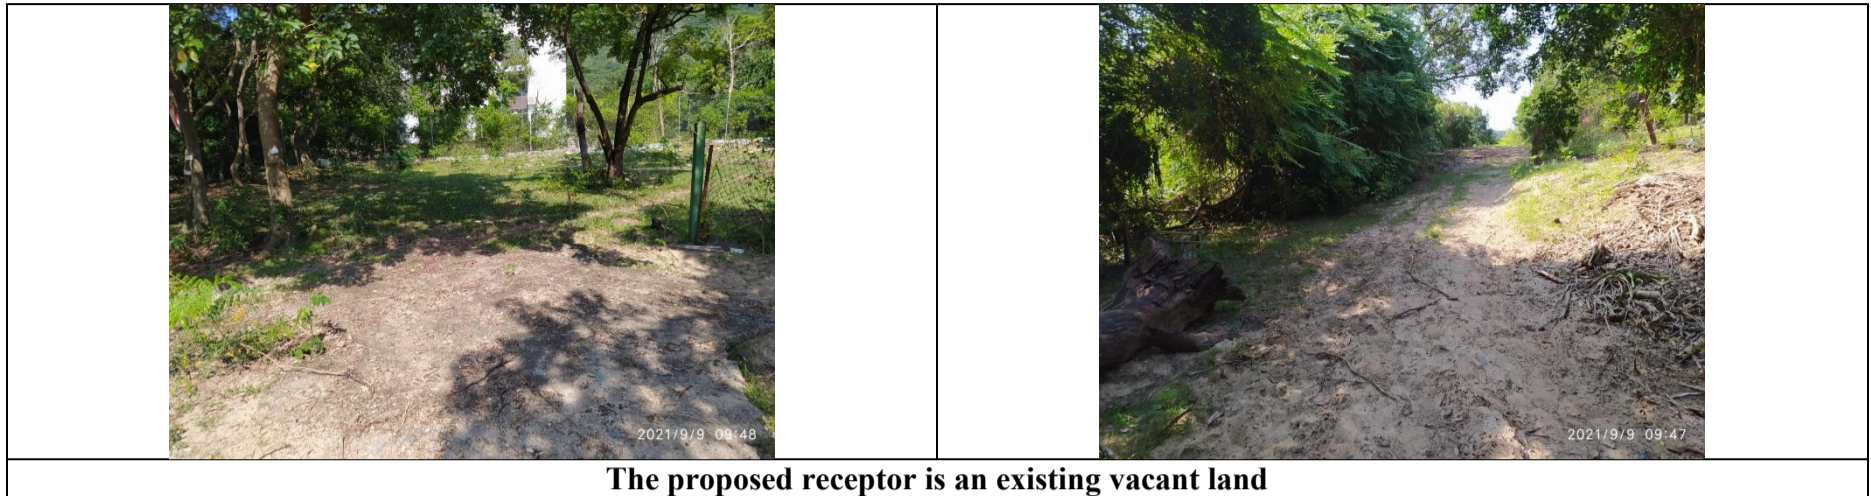 2021/9/9 09:48
2021/9/9 09:47
The proposed receptor is an existing vacant land